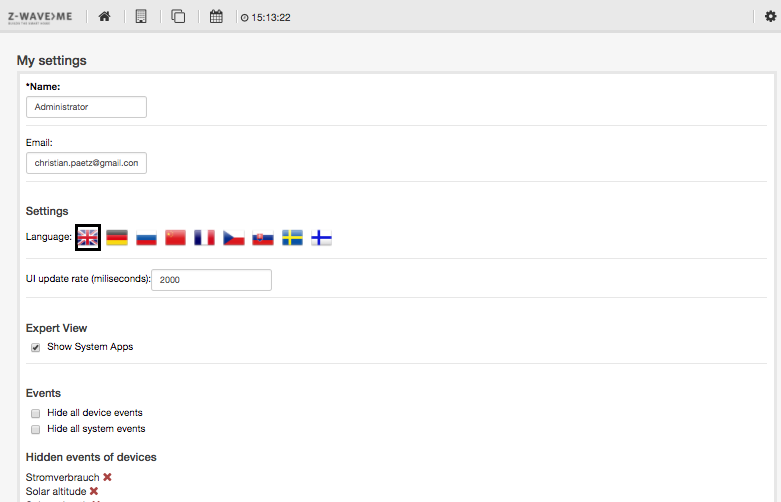 Z-WAVE>ME
15:13:22
My settings
*Name:
Administrator
Email:
christian.paetz@gmail.con
Settings
Language:
UI update rate (miliseconds): 2000
Expert View
Show System Apps
Events
Hide all device events
Hide all system events
Hidden events of devices
Stromverbrauch
Solar altitude